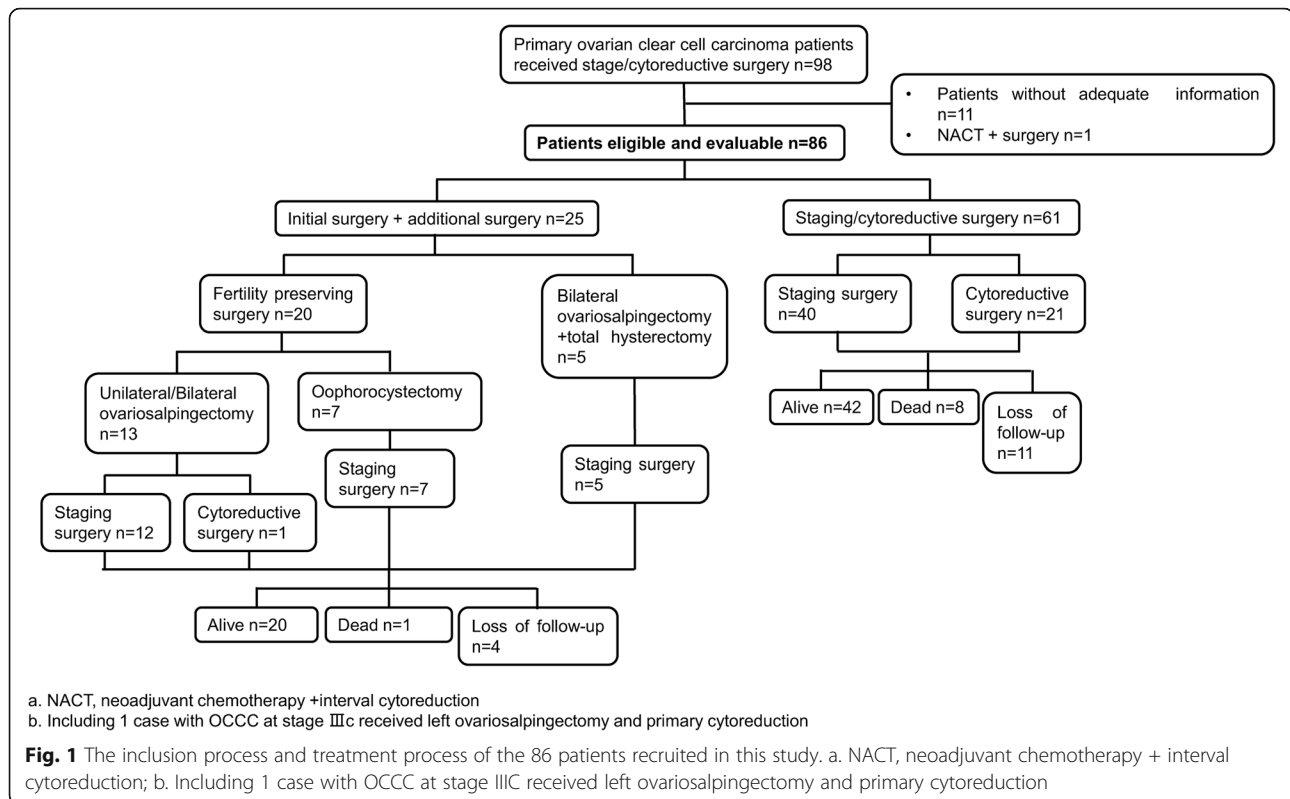 Primary ovarian clear cell carcinoma patients
received stage/cytoreductive surgery n=98
• Patients without adequate information
n=11
• NACT + surgery n=1
Patients eligible and evaluable n=86
Initial surgery + additional surgery n=25
Staging/cytoreductive surgery n=61
Fertility preserving
surgery n=20
Bilateral
ovariosalpingectomy
+total hysterectomy
n=5
Staging surgery
n=40
Cytoreductive
surgery n=21
Unilateral/Bilateral
ovariosalpingectomy
n=13
Oophorocystectomy
n=7
Alive n=42
Dead n=8
Loss of
follow-up
n=11
Staging
surgery n=7
Staging surgery
n=5
Staging
surgery n=12
Cytoreductive
surgery n=1
Alive n=20
Dead n=1
Loss of follow-up
n=4
a. NACT, neoadjuvant chemotherapy +interval cytoreduction
b. Including 1 case with OCCC at stage Ⅲc received left ovariosalpingectomy and primary cytoreduction
Fig. 1 The inclusion process and treatment process of the 86 patients recruited in this study. a. NACT, neoadjuvant chemotherapy + interval
cytoreduction; b. Including 1 case with OCCC at stage IIIC received left ovariosalpingectomy and primary cytoreduction